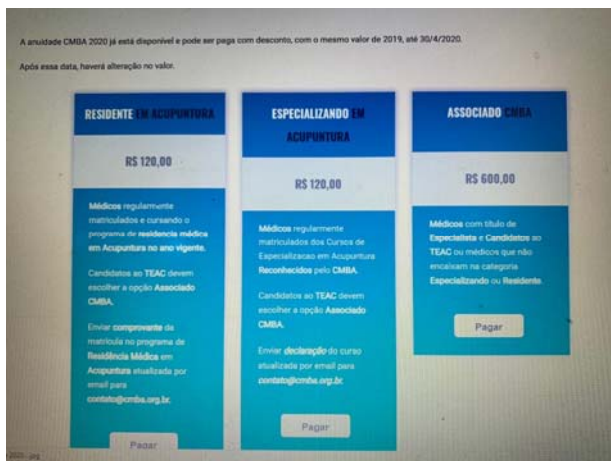 A anuidade CMBA 2020 já está disponível e pode ser paga com desconto, com o mesmo valor de 2019, até 30/4/2020.
Após essa data, haverá alteração no valor.
RESIDENTE EM ACUPUNTURA
R$ 120,00
Médicos regularmente
matriculados e cursando o
programa de residencia médica
em Acupuntura no ano vigente.
Candidatos ao TEAC devem
escolher a opção Associado
CMBA.
Enviar comprovante da
matrícula no programa de
Residência Médica em
Acupuntura atualizada por
email para
contato@cmba.org.br.
Pagar
ESPECIALIZANDO EM
ACUPUNTURA
R$ 120,00
Médicos regularmente
matriculados dos Cursos de
Especializacao em Acupuntura
Reconhecidos pelo CMBA.
Candidatos ao TEAC devem
escolher a opção Associado
CMBA.
Enviar declaração do curso
atualizada por email para
contato@cmba.org.br.
Pagar
ASSOCIADO CMBA
R$ 600,00
Médicos com título de
Especialista e Candidatos ao
TEAC ou médicos que não
encaixam na categoria
Especializando ou Residente.
Pagar